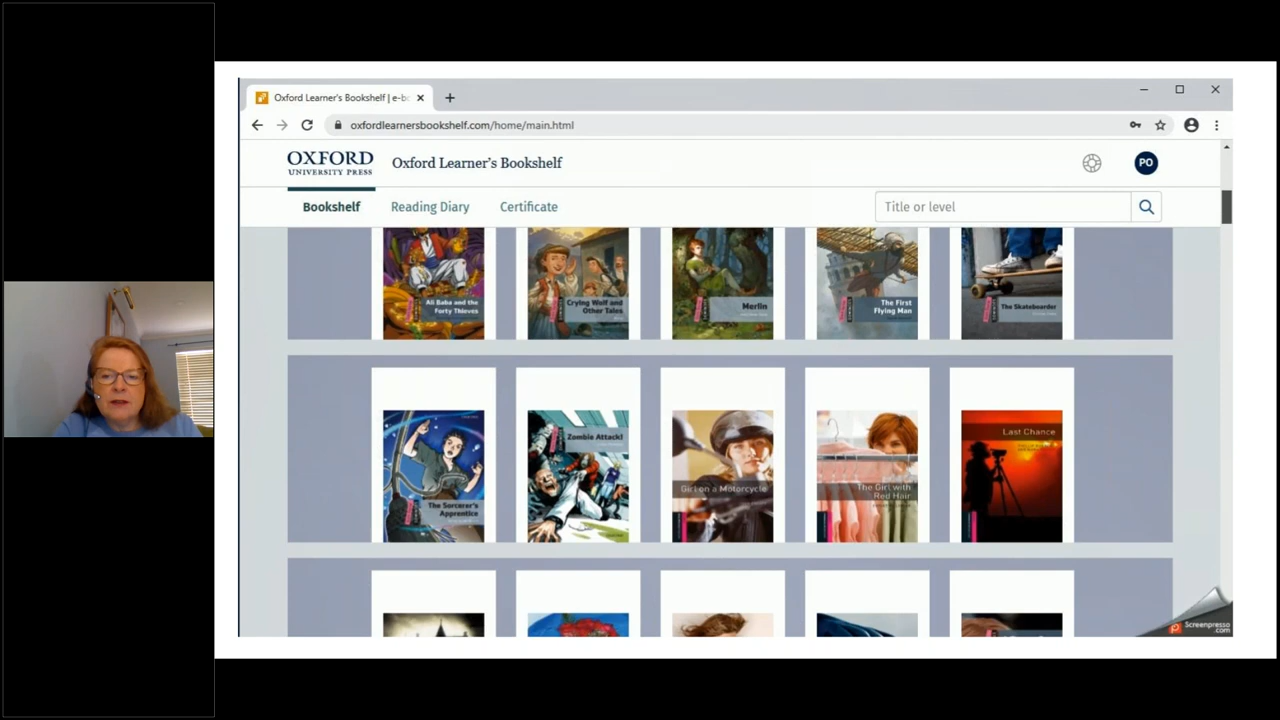 Oxford Learner's Bookshelf | e-bo
oxfordlearnersbookshelf.com/home/main.html
OXFORD
UNIVERSITY PRESS
Oxford Learner's Bookshelf
PO
Bookshelf
Reading Diary
Certificate
Title or level
Ali Baba and the
Forty Thieves
Crying Wolf and
Other Tales
Merlin
The First
Flying Man
The Skateboarder
The Sorcerer's
Apprentice
Zombie Attack!
Girl on a Motorcycle
The Girl with
Red Hair
Last Chance
Screenpresso
.com